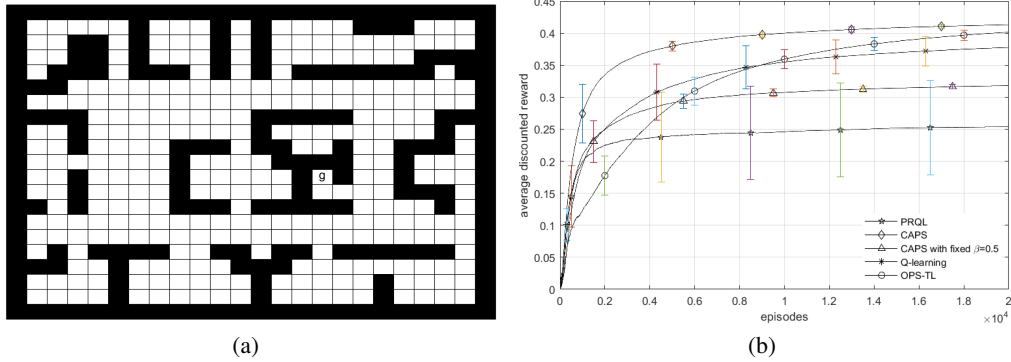 g
(a)
average discounted reward
0.45
0.4
0.35
0.3
0.25
0.2
0.15
0.1
0.05
0
0 0.2 0.4 0.6 0.8 1 1.2 1.4 1.6 1.8 2
episodes
×10⁴
PRQL
CAPS
CAPS with fixed β=0.5
Q-learning
OPS-TL
(b)